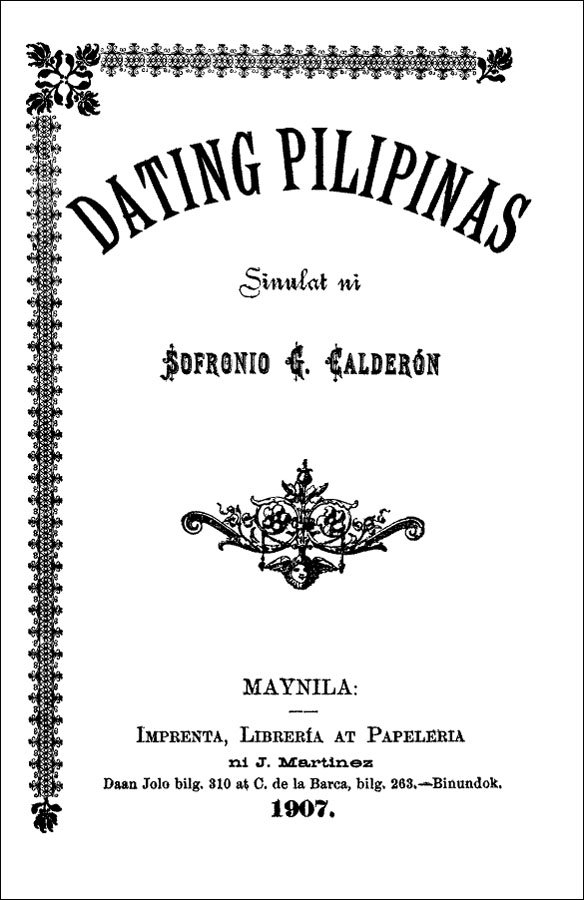 DATING PILIPINAS
Sinulat ni
SOFRONIO G. CALDERÓN
MAYNILA:
IMPRENTA, LIBRERÍA AT PAPELERIA
ni J. Martinez
Daan Jolo bilg. 310 at C. de la Barca, bilg. 263.—Binundok.
1907.